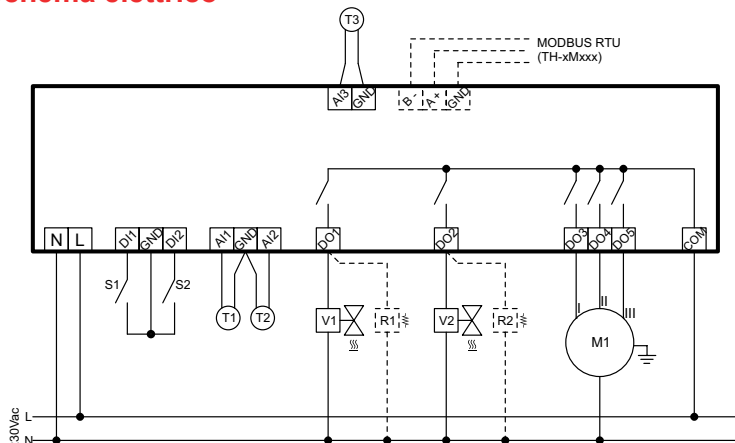 schema elettrico
T3
MODBUS RTU
(TH-xMxxx)
AI3 GND B - A + GND
N L DI1 GND DI2 AI1 GND AI2 DO1 DO2 DO3 DO4 DO5 COM
S1 S2
T1 T2 V1 R1 V2 R2
I II III
M1
30Vac
L
N